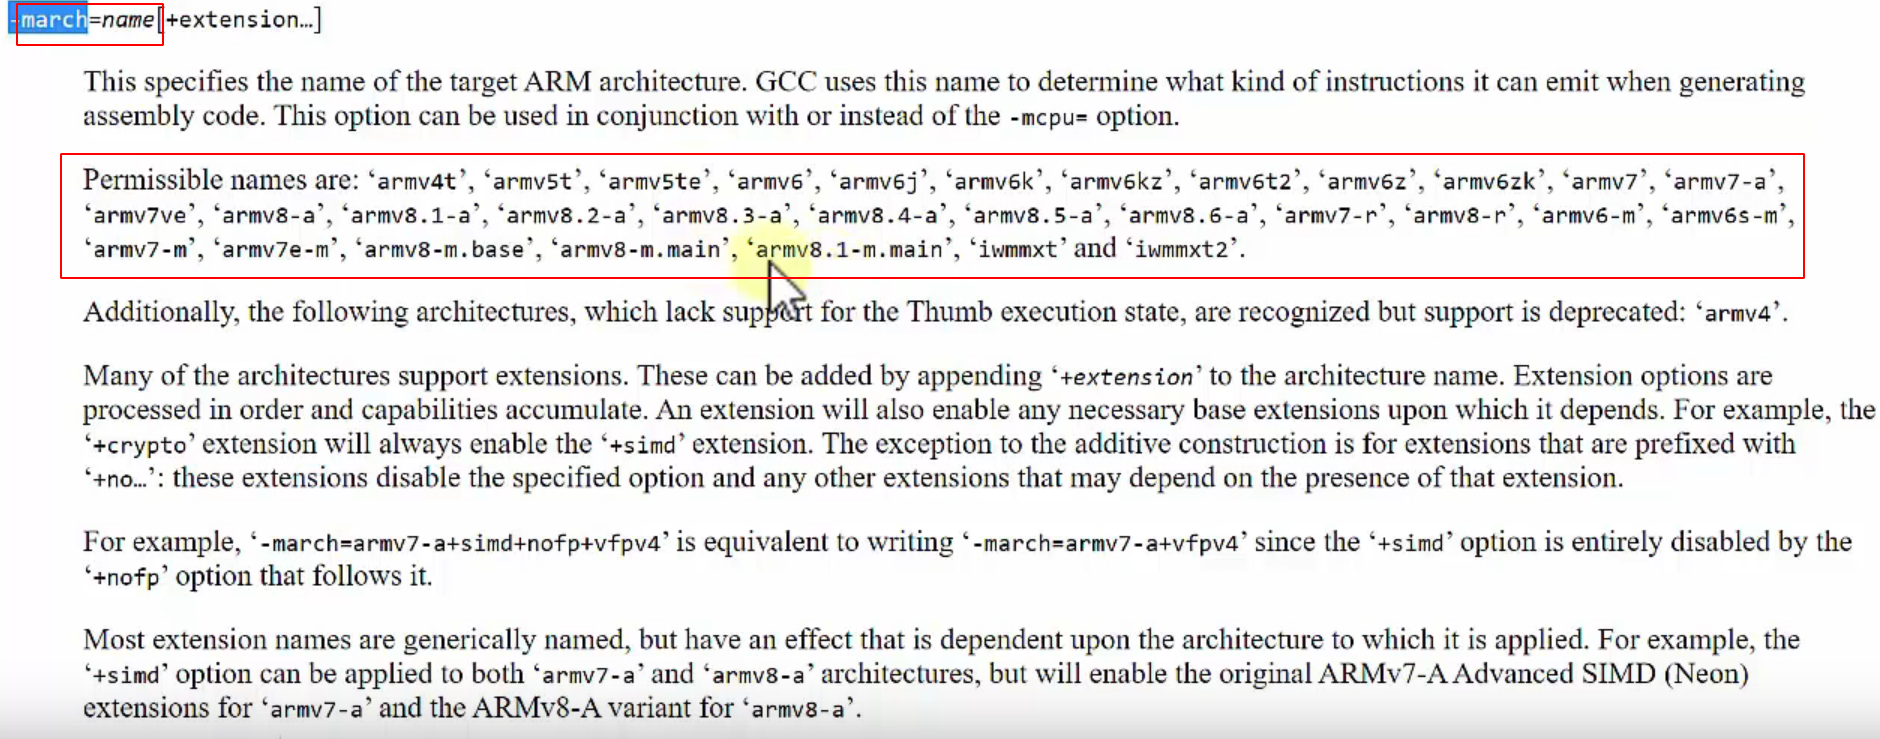 -march=name[+extension…]
This specifies the name of the target ARM architecture. GCC uses this name to determine what kind of instructions it can emit when generating
assembly code. This option can be used in conjunction with or instead of the -mcpu= option.
Permissible names are: ‘armv4t’, ‘armv5t’, ‘armv5te’, ‘armv6’, ‘armv6j’, ‘armv6k’, ‘armv6kz’, ‘armv6t2’, ‘armv6z’, ‘armv6zk’, ‘armv7’, ‘armv7-a’,
‘armv7ve’, ‘armv8-a’, ‘armv8.1-a’, ‘armv8.2-a’, ‘armv8.3-a’, ‘armv8.4-a’, ‘armv8.5-a’, ‘armv8.6-a’, ‘armv7-r’, ‘armv8-r’, ‘armv6-m’, ‘armv6s-m’,
‘armv7-m’, ‘armv7e-m’, ‘armv8-m.base’, ‘armv8-m.main’, ‘armv8.1-m.main’, ‘iwmmxt’ and ‘iwmmxt2’.
Additionally, the following architectures, which lack support for the Thumb execution state, are recognized but support is deprecated: ‘armv4’.
Many of the architectures support extensions. These can be added by appending ‘+extension’ to the architecture name. Extension options are
processed in order and capabilities accumulate. An extension will also enable any necessary base extensions upon which it depends. For example, the
‘+crypto’ extension will always enable the ‘+simd’ extension. The exception to the additive construction is for extensions that are prefixed with
‘+no…’: these extensions disable the specified option and any other extensions that may depend on the presence of that extension.
For example, ‘-march=armv7-a+simd+nofp+vfpv4’ is equivalent to writing ‘-march=armv7-a+vfpv4’ since the ‘+simd’ option is entirely disabled by the
‘+nofp’ option that follows it.
Most extension names are generically named, but have an effect that is dependent upon the architecture to which it is applied. For example, the
‘+simd’ option can be applied to both ‘armv7-a’ and ‘armv8-a’ architectures, but will enable the original ARMv7-A Advanced SIMD (Neon)
extensions for ‘armv7-a’ and the ARMv8-A variant for ‘armv8-a’.